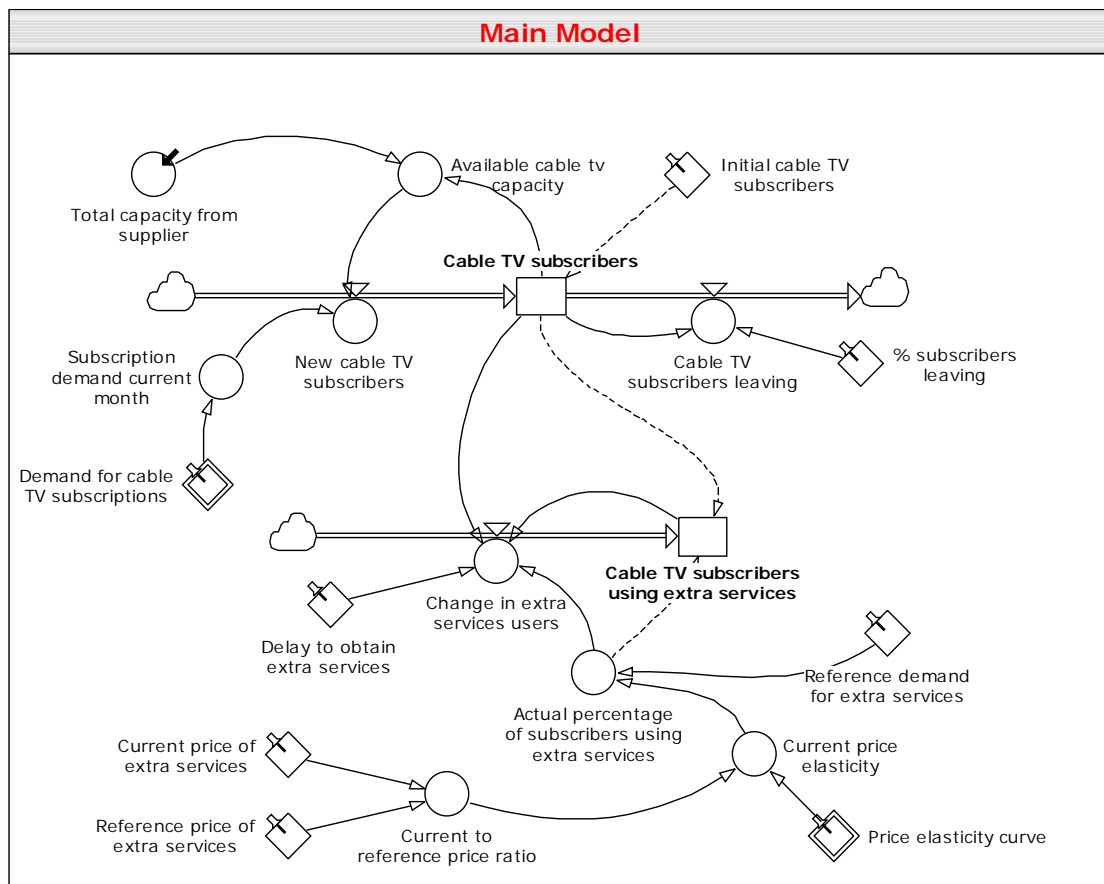 Main Model
Available cable tv
capacity
Initial cable TV
subscribers
Total capacity from
supplier
Cable TV subscribers
Subscription
demand current
month
New cable TV
subscribers
Cable TV
subscribers leaving
% subscribers
leaving
Demand for cable
TV subscriptions
Cable TV subscribers
using extra services
Change in extra
services users
Delay to obtain
extra services
Reference demand
for extra services
Actual percentage
of subscribers using
extra services
Current price of
extra services
Current price
elasticity
Reference price of
extra services
Current to
reference price ratio
Price elasticity curve